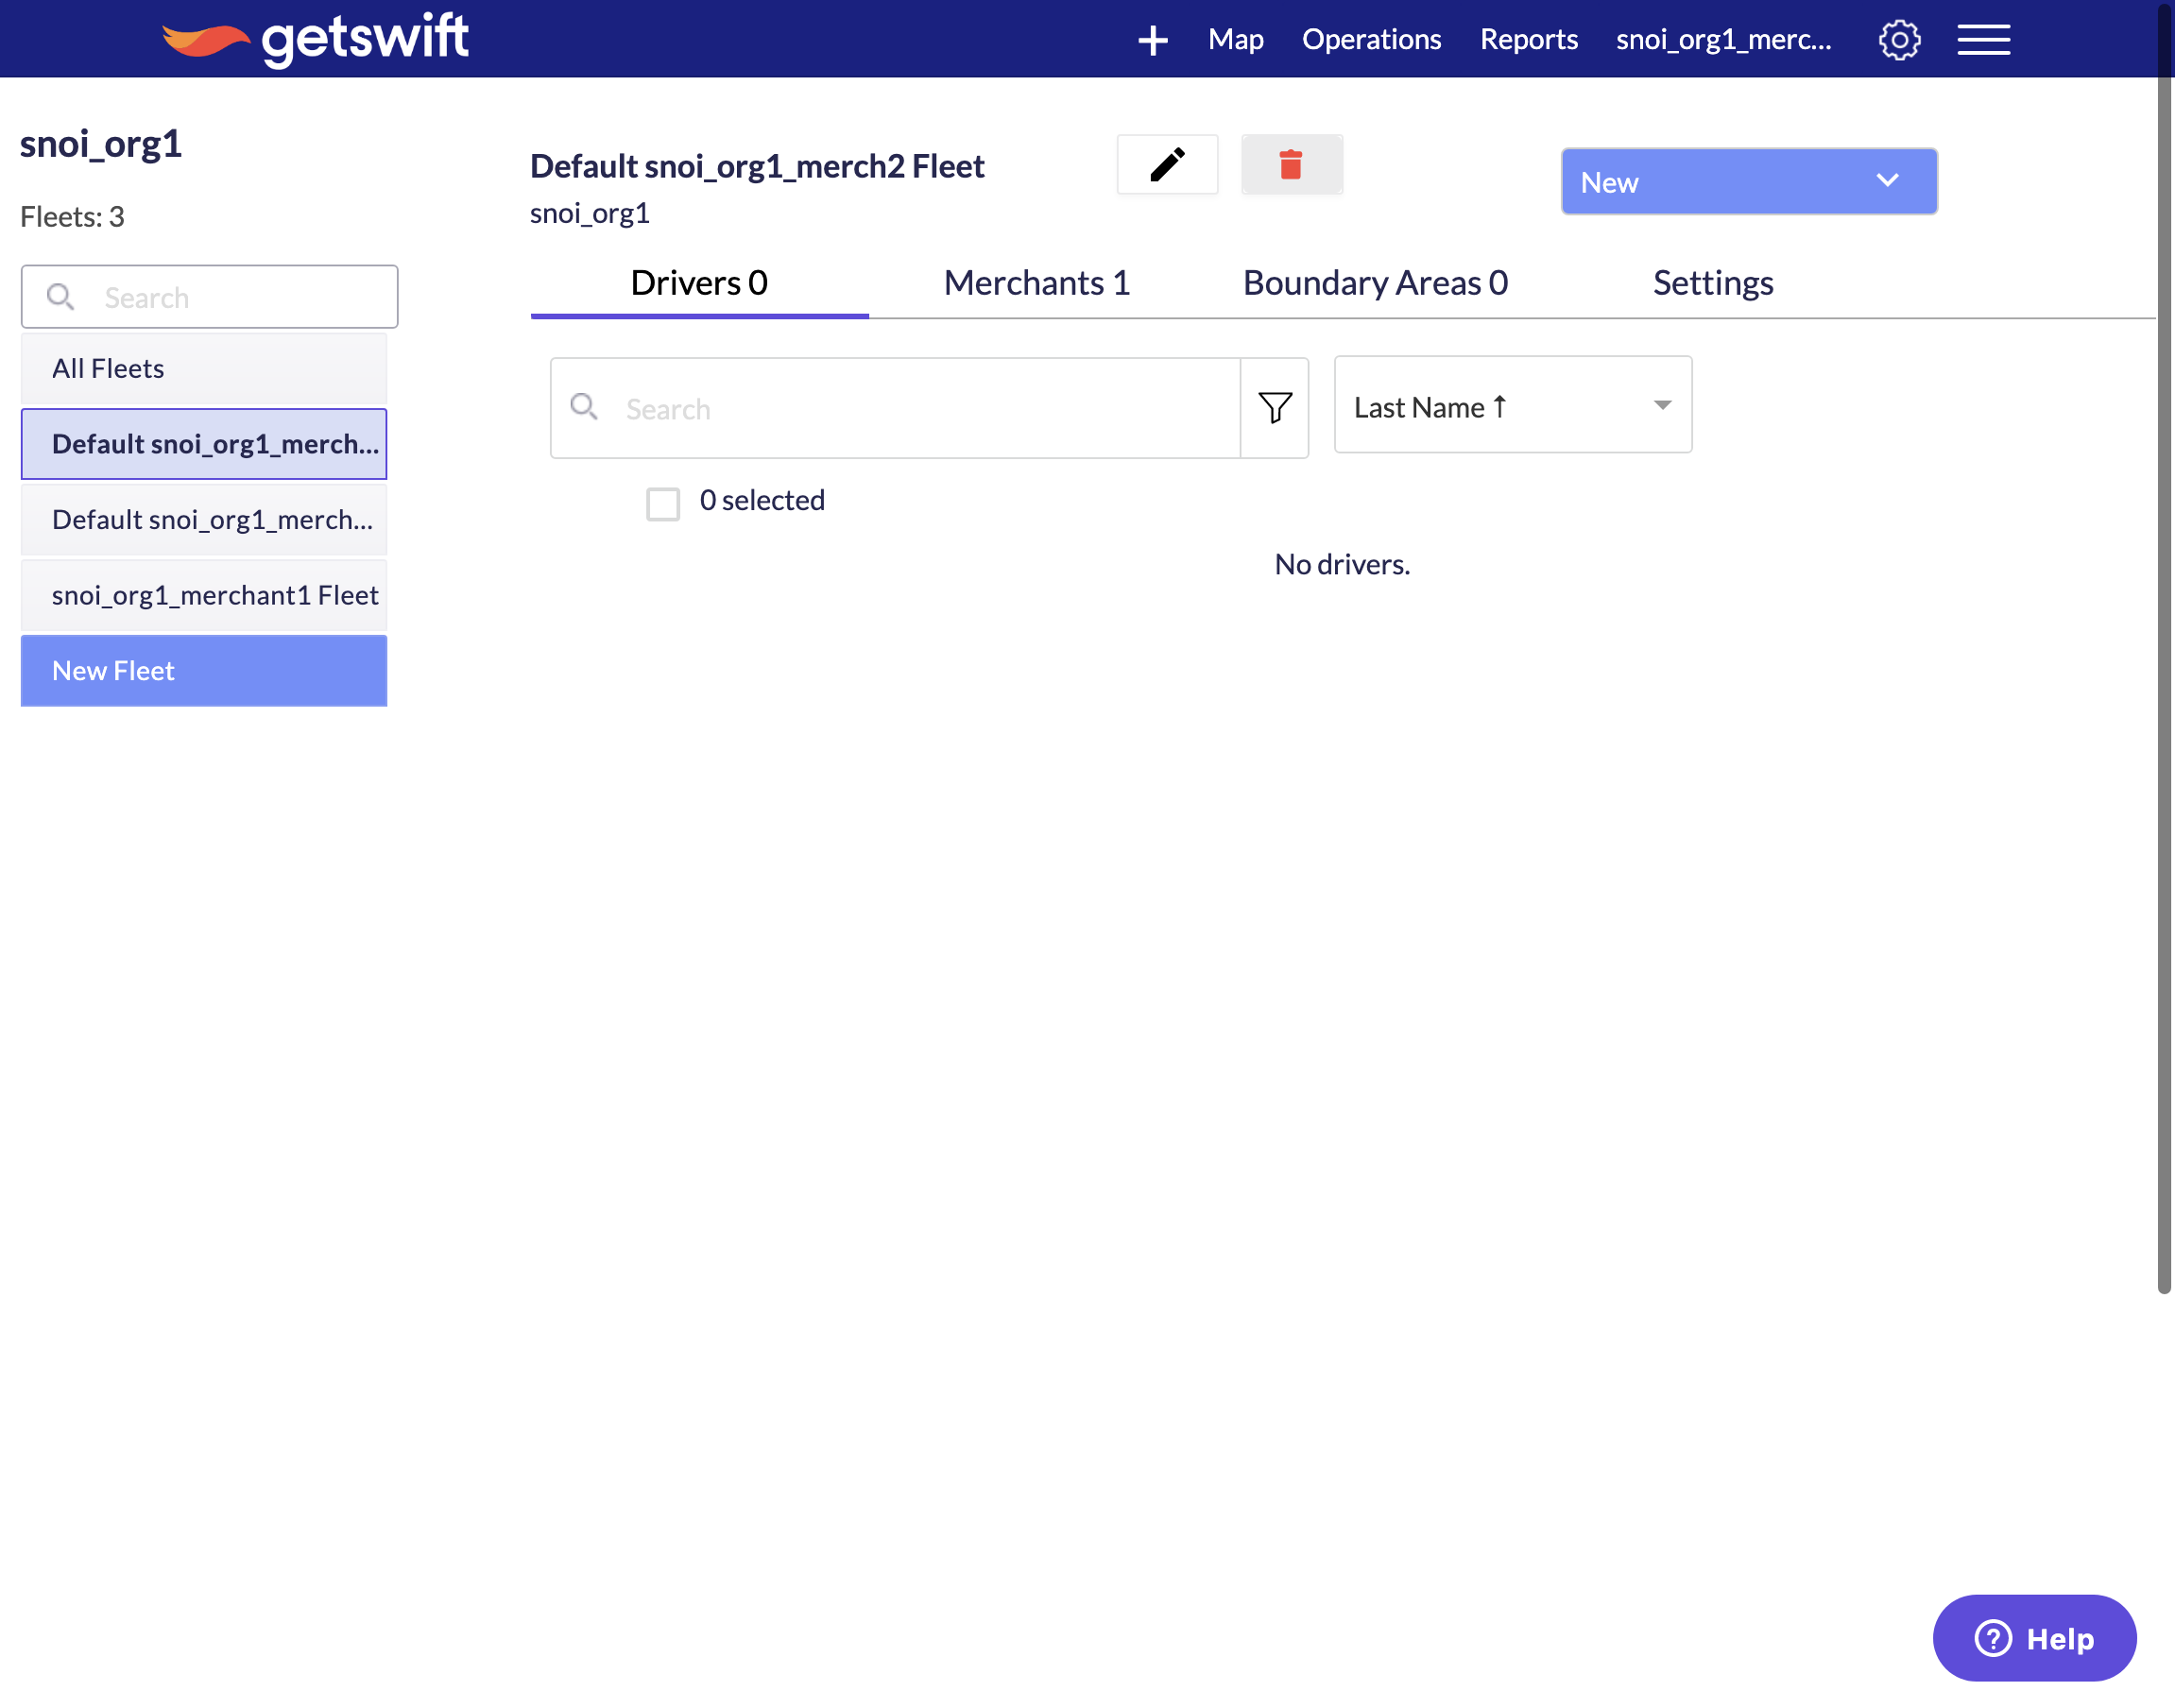 getswift
+ Map Operations Reports snoi_org1_merc...
snoi_org1
Fleets: 3
Search
All Fleets
Default snoi_org1_merch...
Default snoi_org1_merch...
snoi_org1_merchant1 Fleet
New Fleet
Default snoi_org1_merch2 Fleet
snoi_org1
New
Drivers 0 Merchants 1 Boundary Areas 0 Settings
Search
Last Name ↑
0 selected
No drivers.
? Help